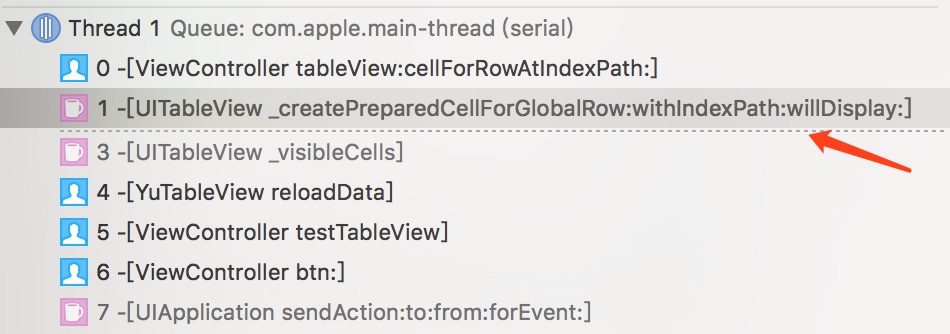 Thread 1 Queue: com.apple.main-thread (serial)
0 -[ViewController tableView:cellForRowAtIndexPath:]
1 -[UITableView _createPreparedCellForGlobalRow:withIndexPath:willDisplay:]
3 -[UITableView _visibleCells]
4 -[YuTableView reloadData]
5 -[ViewController testTableView]
6 -[ViewController btn:]
7 -[UIApplication sendAction:to:from:forEvent:]